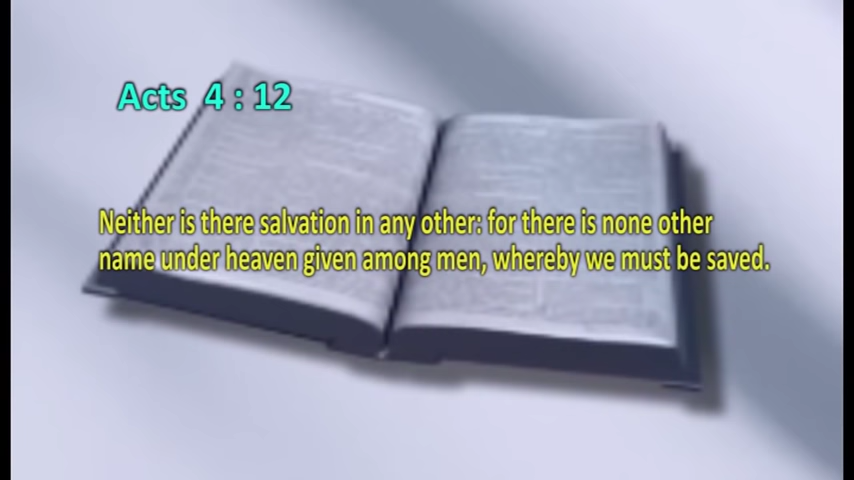 Acts 4 : 12
Neither is there salvation in any other: for there is none other
name under heaven given among men, whereby we must be saved.